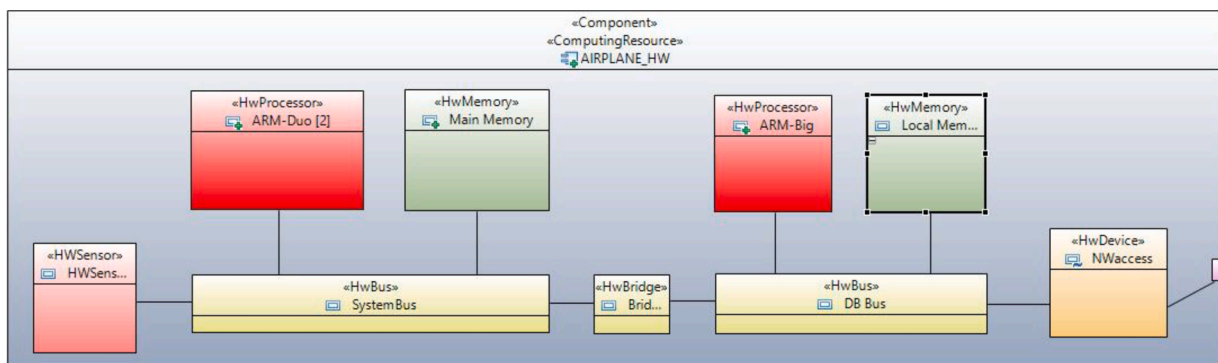 «Component»
«ComputingResource»
AIRPLANE_HW
«HwProcessor»
ARM-Duo [2]
«HwMemory»
Main Memory
«HwProcessor»
ARM-Big
«HwMemory»
Local Mem...
«HWSensor»
HWSens...
«HwBus»
SystemBus
«HwBridge»
Brid...
«HwBus»
DB Bus
«HwDevice»
NWaccess